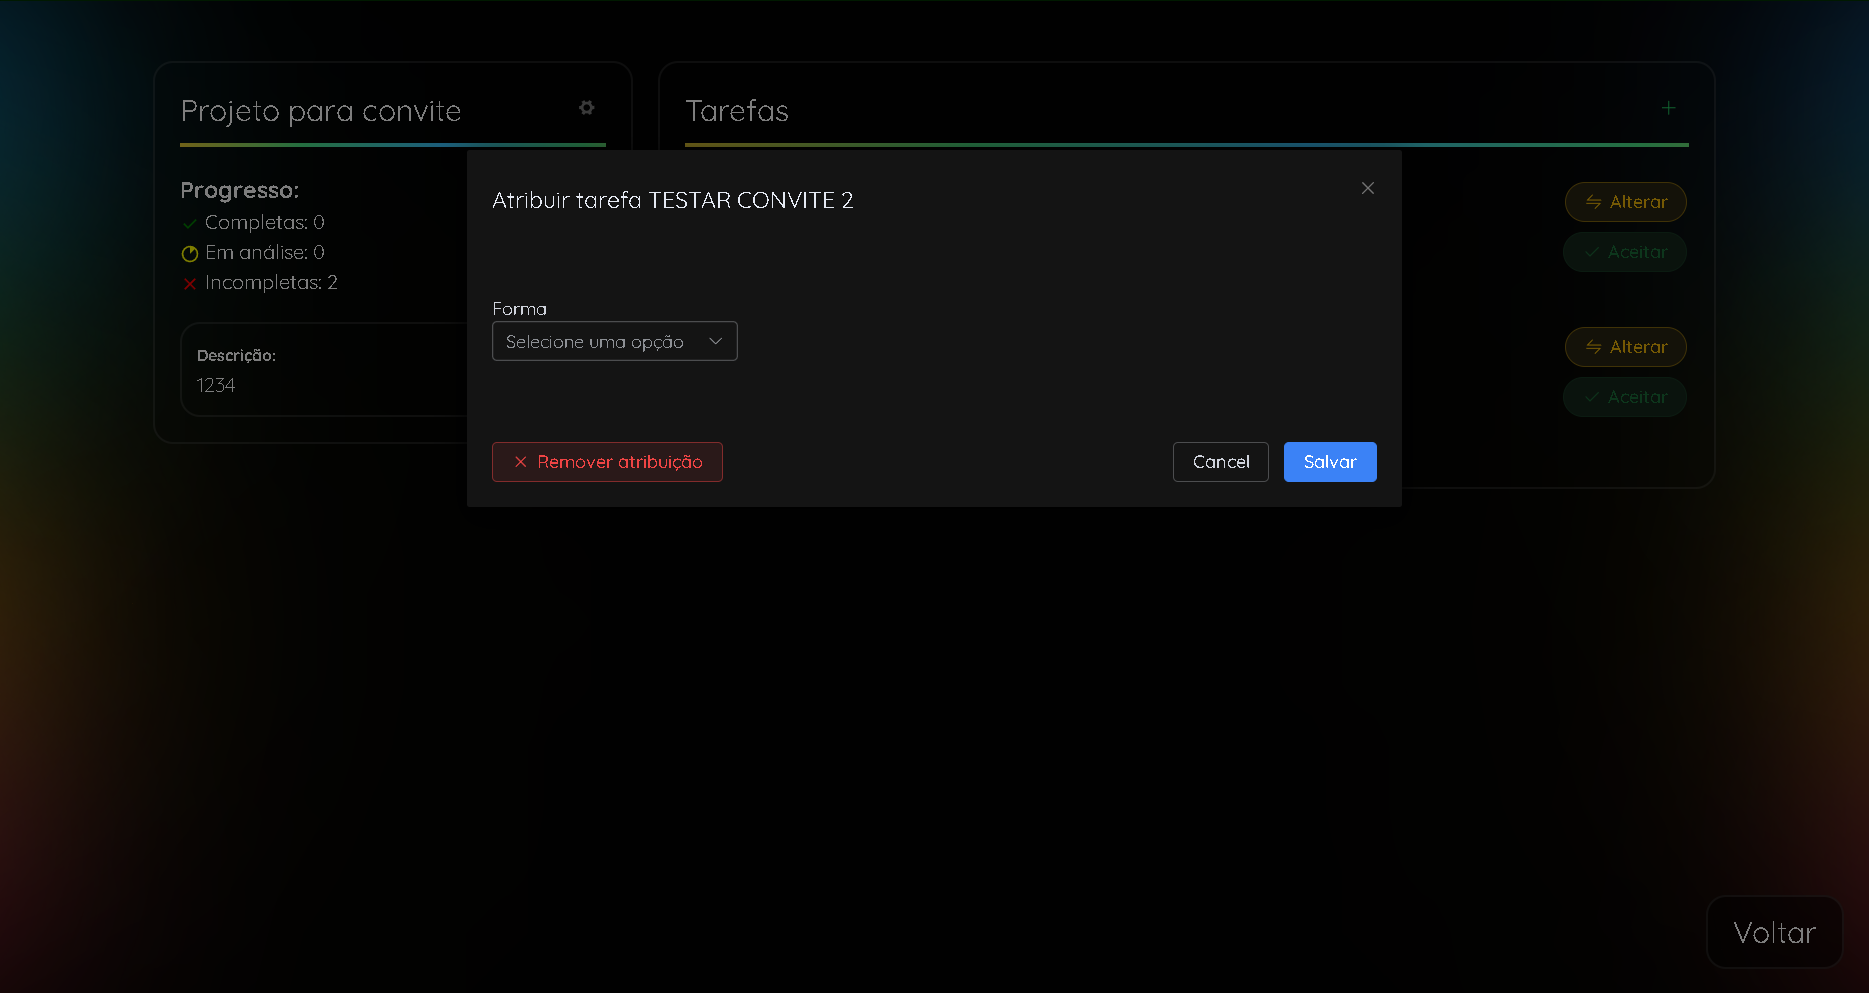 Projeto para convite
Progresso:
Completas: 0
Em análise: 0
Incompletas: 2
Descrição:
1234
Tarefas
+
Alterar
Aceitar
Alterar
Aceitar
Atribuir tarefa TESTAR CONVITE 2
Forma
Selecione uma opção
Remover atribuição
Cancel
Salvar
Voltar